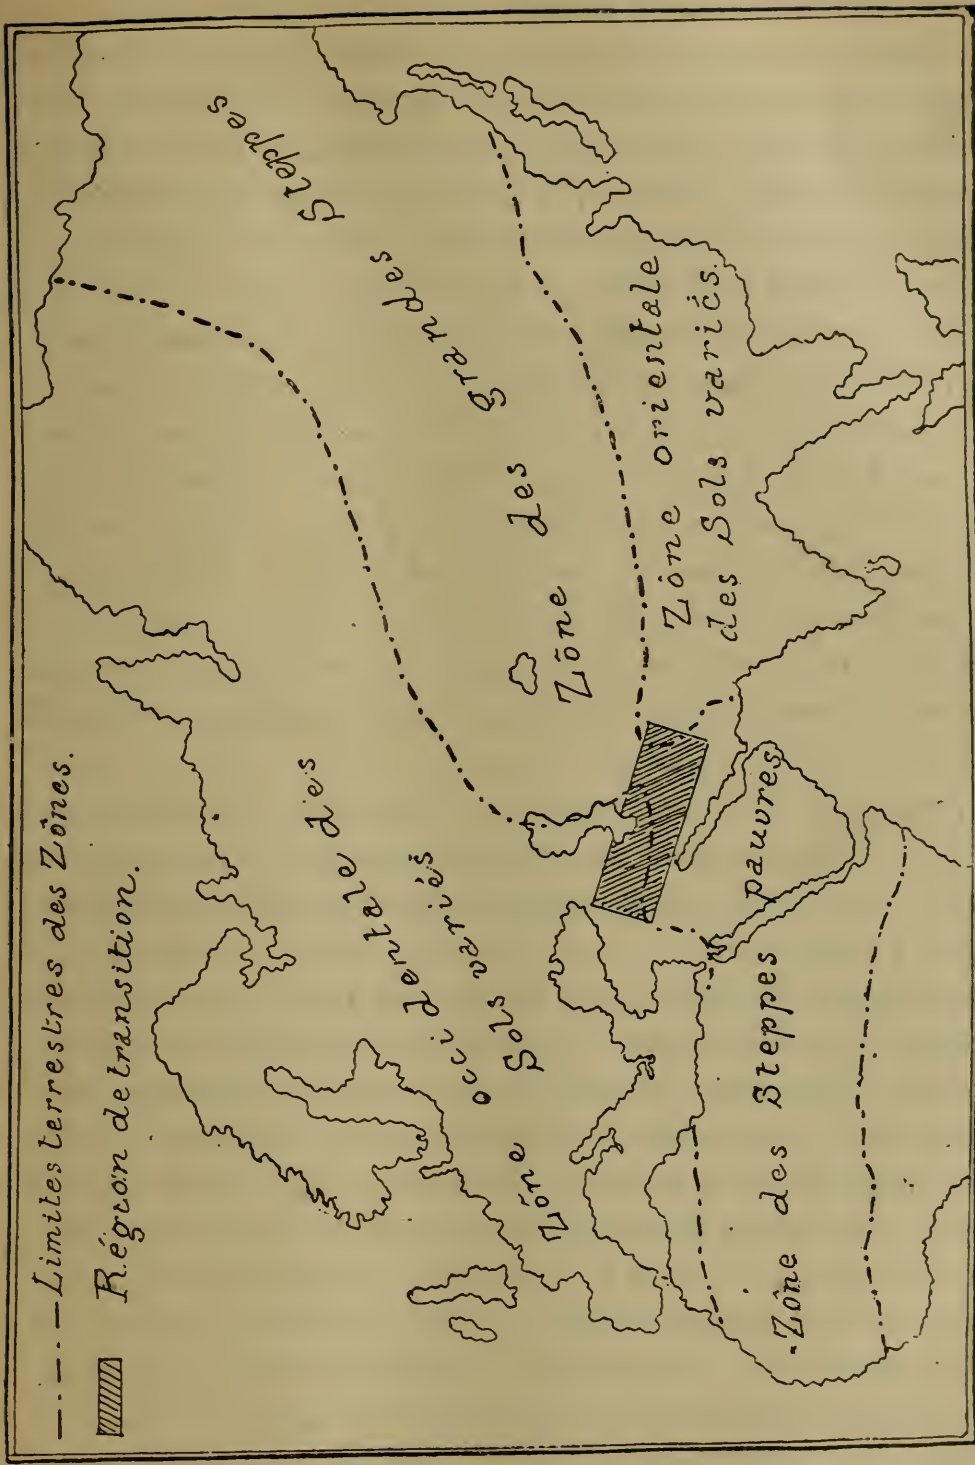 Limites terrestres des Zônes.
Région de transition.
Zône occidentale des
Sols variés
Zône des grandes Steppes
Zône orientale
des Sols variés.
Zône des Steppes pauvres